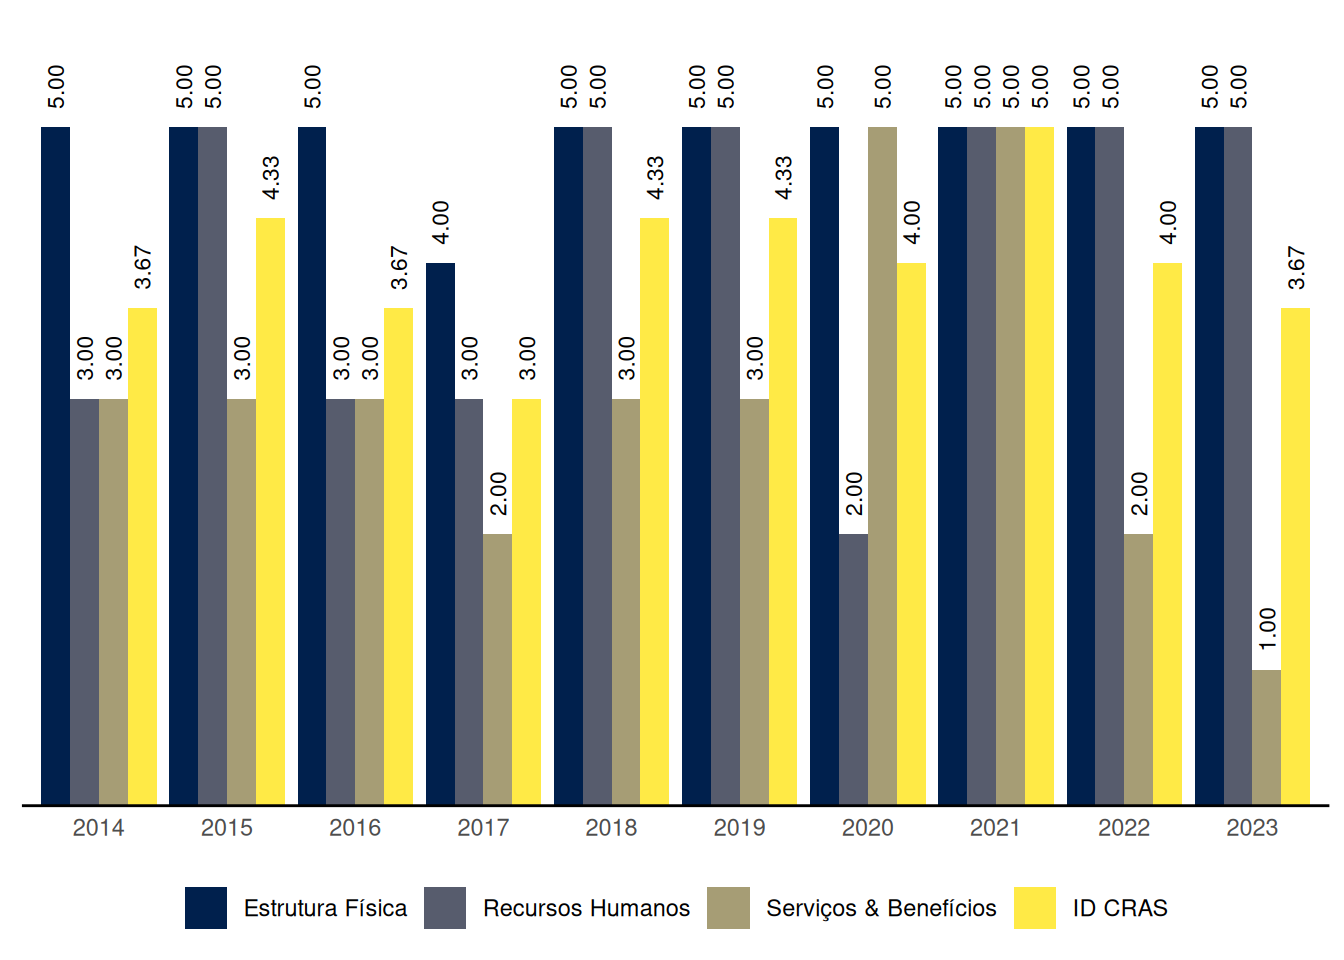 5.00 5.00 5.00 5.00 5.00 5.00 5.00 5.00 5.00 5.00 5.00 5.00 5.00 5.00 5.00 5.00 5.00 5.00
4.33 4.33 4.33
4.00 4.00 4.00
3.67 3.67 3.67
3.00 3.00 3.00 3.00 3.00 3.00 3.00 3.00 3.00
2.00 2.00 2.00
1.00
2014 2015 2016 2017 2018 2019 2020 2021 2022 2023
Estrutura Física Recursos Humanos Serviços & Benefícios ID CRAS